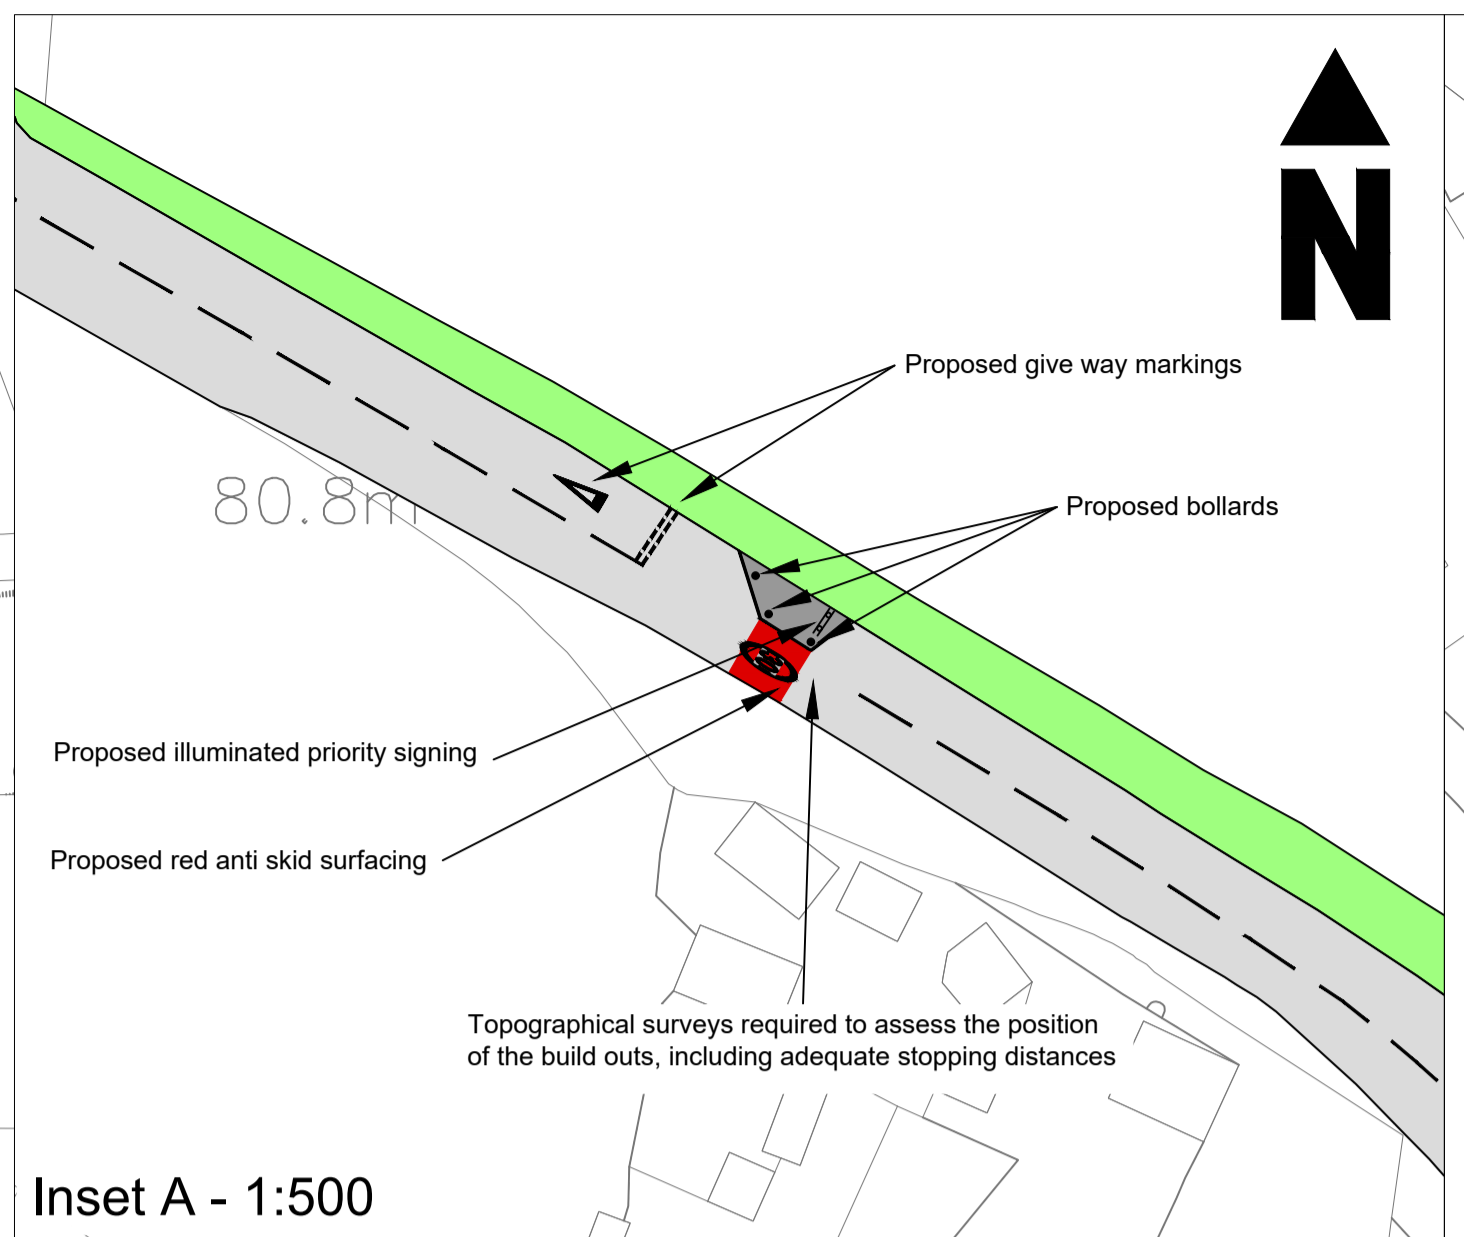 N
Proposed give way markings
80.8m
Proposed bollards
Proposed illuminated priority signing
Proposed red anti skid surfacing
Topographical surveys required to assess the position
of the build outs, including adequate stopping distances
Inset A - 1:500